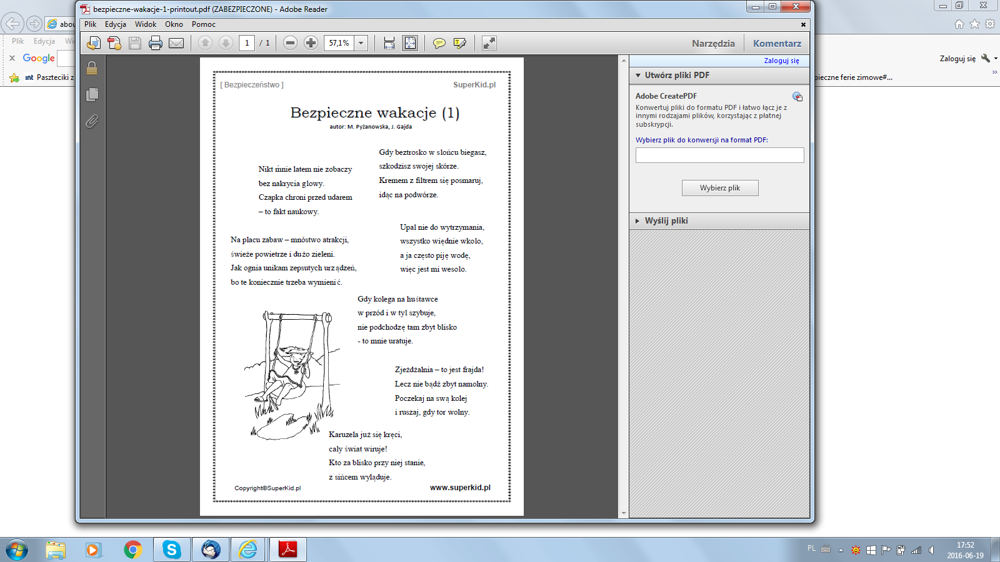 bezpieczne-wakacje-1-printout.pdf (ZABEZPIECZONE) - Adobe Reader
Plik Edycja Widok Okno Pomoc
abou
Plik Edycja
x Google
Zaloguj się
Paszteciki z
pieczne ferie zimowe#...
1 / 1
57,1%
Narzędzia
Komentarz
Zaloguj się
Utwórz pliki PDF
Adobe CreatePDF
Konwertuj pliki do formatu PDF i łatwo łącz je z
innymi rodzajami plików, korzystając z płatnej
subskrypcji.
Wybierz plik do konwersji na format PDF:
Wybierz plik
Wyślij pliki
[ Bezpieczeństwo ]
SuperKid.pl
Bezpieczne wakacje (1)
autor: M. Pyżanowska, J. Gajda
Nikt mnie latem nie zobaczy
bez nakrycia głowy.
Czapka chroni przed udarem
– to fakt naukowy.
Gdy beztrosko w słońcu biegasz,
szkodzisz swojej skórze.
Kremem z filtrem się posmaruj,
idąc na podwórze.
Na placu zabaw – mnóstwo atrakcji,
świeże powietrze i dużo zieleni.
Jak ognia unikam zepsutych urządzeń,
bo te koniecznie trzeba wymienić.
Upał nie do wytrzymania,
wszystko więdnie wkoło,
a ja często piję wodę,
więc jest mi wesoło.
Gdy kolega na huśtawce
w przód i w tył szybuje,
nie podchodzę tam zbyt blisko
- to mnie uratuje.
Zjeżdżalnia – to jest frajda!
Lecz nie bądź zbyt namolny.
Poczekaj na swą kolej
i ruszaj, gdy tor wolny.
Karuzela już się kręci,
cały świat wiruje!
Kto za blisko przy niej stanie,
z sińcem wyląduje.
Copyright©SuperKid.pl
www.superkid.pl
PL
17:52
2016-06-19